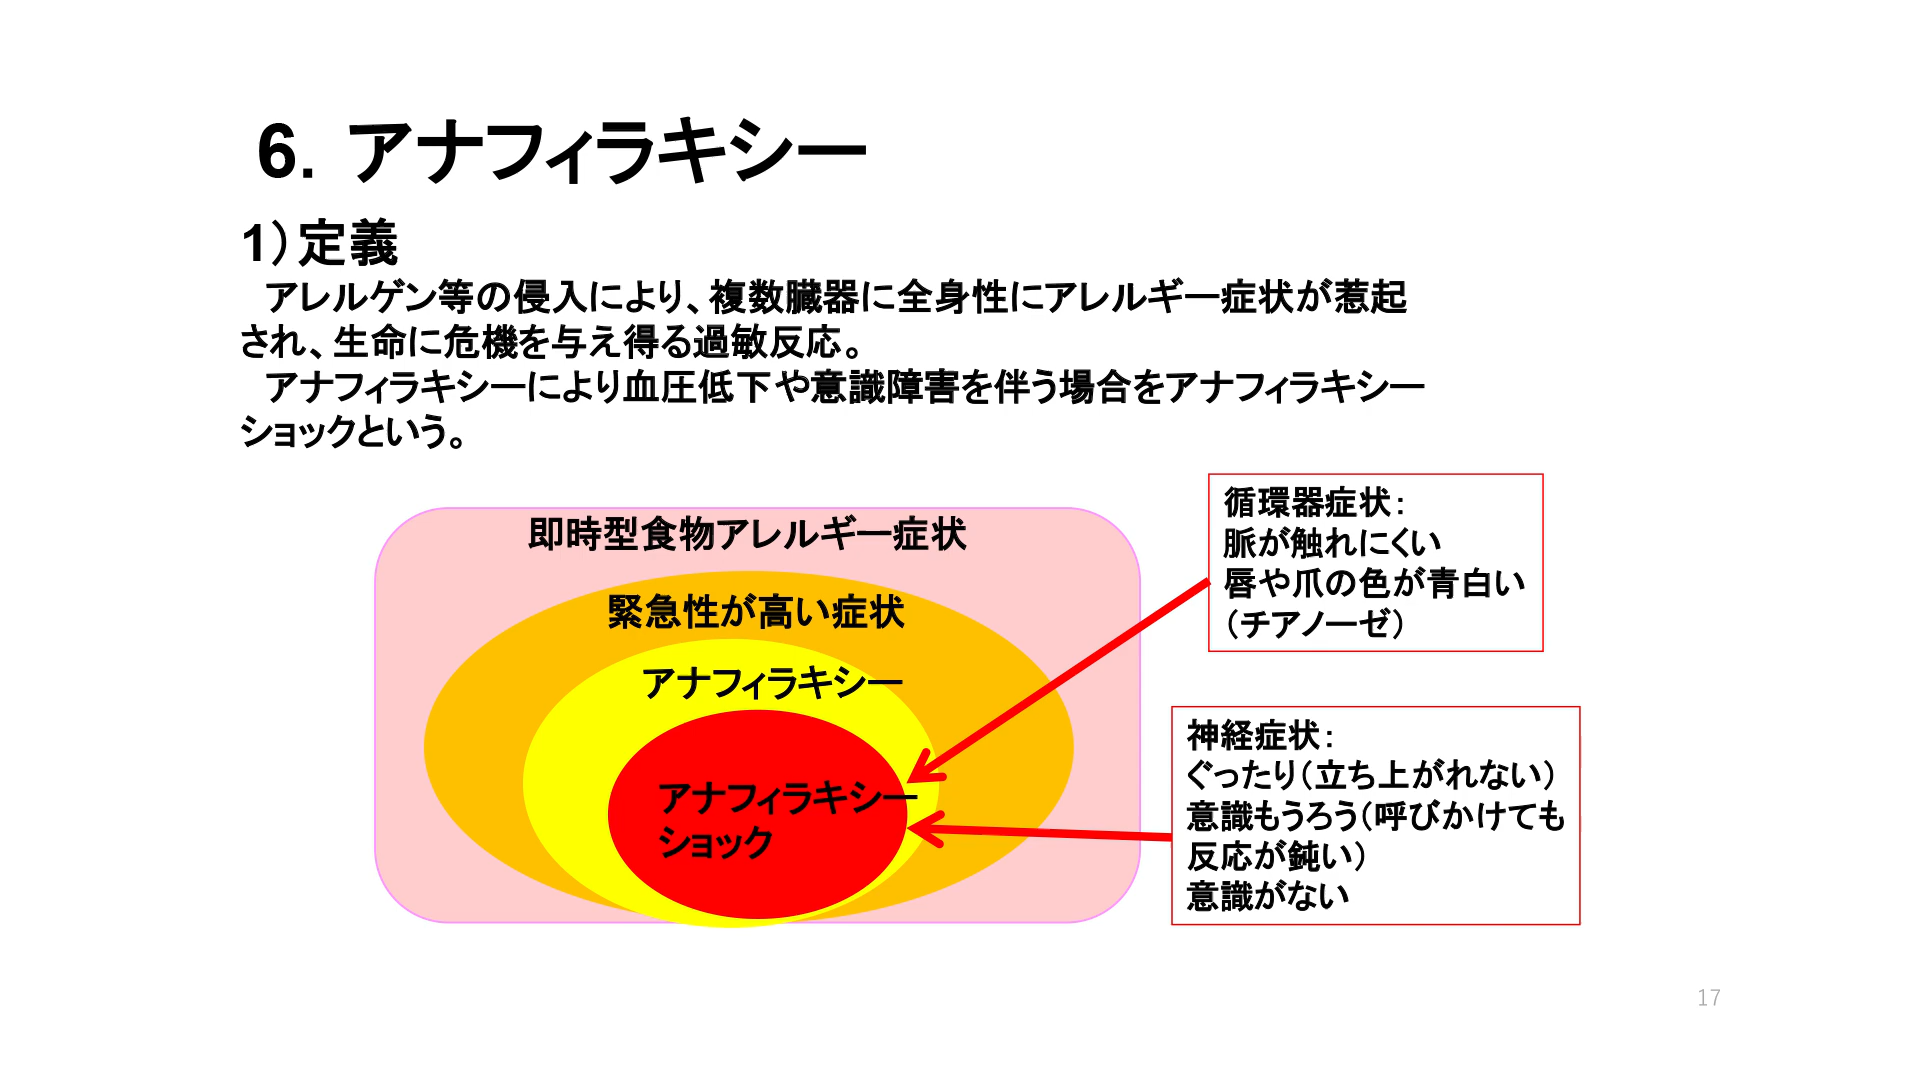 6. アナフィラキシー
1）定義
アレルゲン等の侵入により、複数臓器に全身性にアレルギー症状が惹起
され、生命に危機を与え得る過敏反応。
アナフィラキシーにより血圧低下や意識障害を伴う場合をアナフィラキシー
ショックという。
即時型食物アレルギー症状
緊急性が高い症状
アナフィラキシー
アナフィラキシー
ショック
循環器症状：
脈が触れにくい
唇や爪の色が青白い
（チアノーゼ）
神経症状：
ぐったり（立ち上がれない）
意識もうろう（呼びかけても
反応が鈍い）
意識がない
17